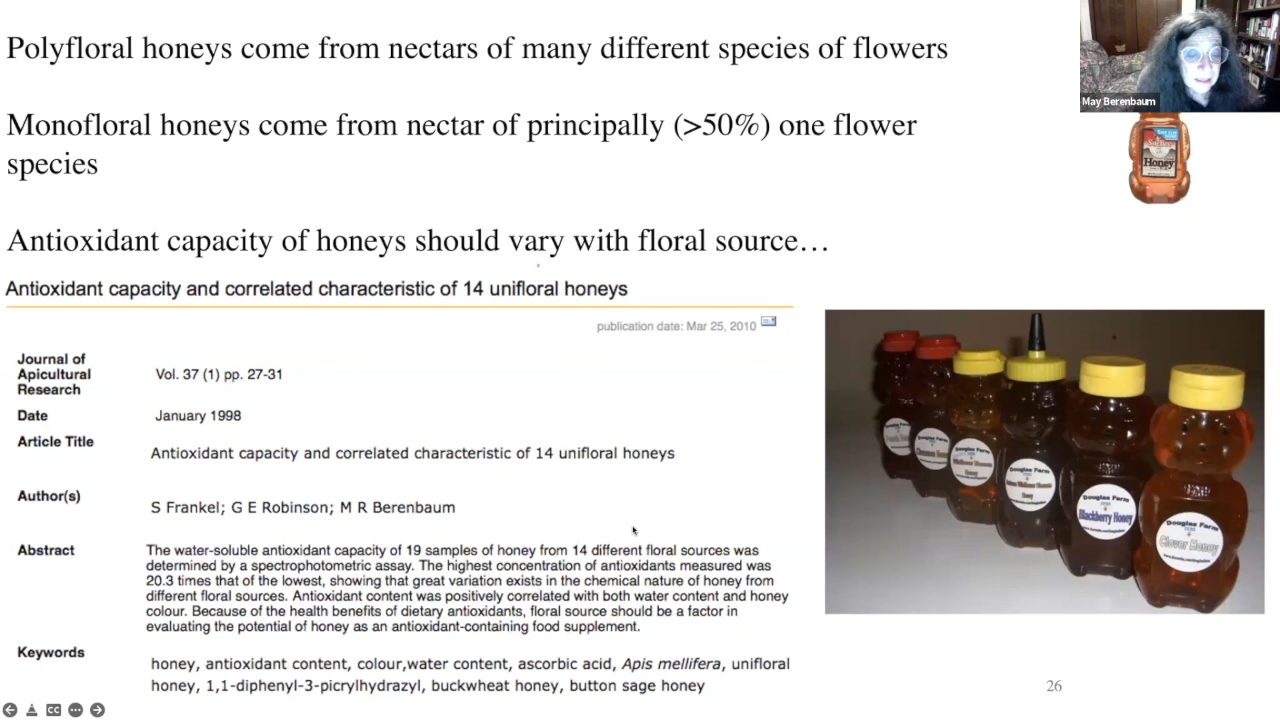 Polyfloral honeys come from nectars of many different species of flowers
Monofloral honeys come from nectar of principally (>50%) one flower
species
Antioxidant capacity of honeys should vary with floral source…
May Berenbaum
Honey
Antioxidant capacity and correlated characteristic of 14 unifloral honeys
publication date: Mar 25, 2010
Journal of
Apicultural
Research
Vol. 37 (1) pp. 27-31
Date
January 1998
Article Title
Antioxidant capacity and correlated characteristic of 14 unifloral honeys
Author(s)
S Frankel; G E Robinson; M R Berenbaum
Abstract
The water-soluble antioxidant capacity of 19 samples of honey from 14 different floral sources was
determined by a spectrophotometric assay. The highest concentration of antioxidants measured was
20.3 times that of the lowest, showing that great variation exists in the chemical nature of honey from
different floral sources. Antioxidant content was positively correlated with both water content and honey
colour. Because of the health benefits of dietary antioxidants, floral source should be a factor in
evaluating the potential of honey as an antioxidant-containing food supplement.
Keywords
honey, antioxidant content, colour,water content, ascorbic acid, Apis mellifera, unifloral
honey, 1,1-diphenyl-3-picrylhydrazyl, buckwheat honey, button sage honey
Douglas Farm
Blackberry Honey
Douglas Farm
Clover Honey
26
CC